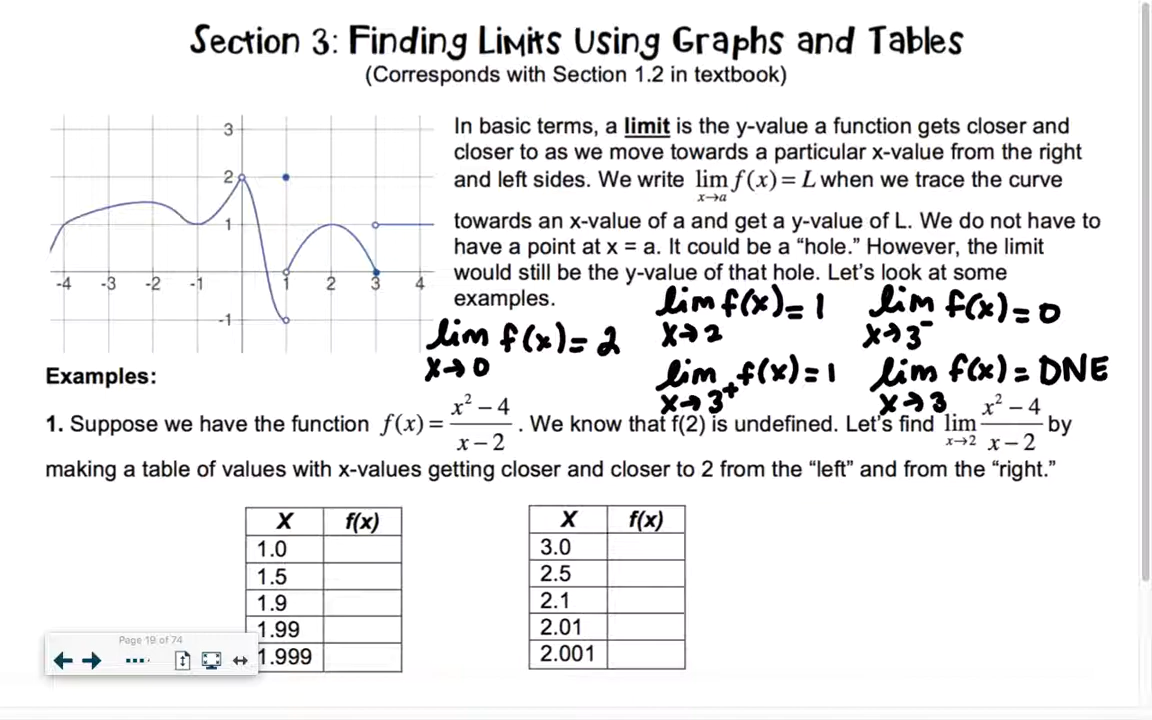 Section 3: Finding Limits Using Graphs and Tables
(Corresponds with Section 1.2 in textbook)
3
2
1
-4 -3 -2 -1 1 2 3 4
-1
In basic terms, a limit is the y-value a function gets closer and
closer to as we move towards a particular x-value from the right
and left sides. We write lim x→a f(x) = L when we trace the curve
towards an x-value of a and get a y-value of L. We do not have to
have a point at x = a. It could be a “hole.” However, the limit
would still be the y-value of that hole. Let’s look at some
examples.
lim x→0 f(x) = 2
lim x→2 f(x) = 1
lim x→3⁻ f(x) = 0
lim x→3⁺ f(x) = 1
lim x→3 f(x) = DNE
Examples:
1. Suppose we have the function f(x) = (x² − 4)/(x − 2). We know that f(2) is undefined. Let’s find lim x→2 (x² − 4)/(x − 2) by
making a table of values with x-values getting closer and closer to 2 from the “left” and from the “right.”
X f(x)
1.0
1.5
1.9
1.99
1.999
X f(x)
3.0
2.5
2.1
2.01
2.001
Page 19 of 74